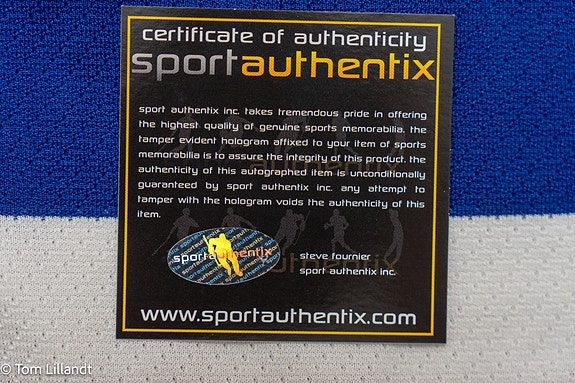 certificate of authenticity
sportauthentix
sport authentix inc. takes tremendous pride in offering
the highest quality of genuine sports memorabilia. the
tamper evident hologram affixed to your item of sports
memorabilia is to assure the integrity of this product. the
authenticity of this autographed item is unconditionally
guaranteed by sport authentix inc. any attempt to
tamper with the hologram voids the authenticity of this
item.
sportauthentix
steve fournier
sport authentix inc.
www.sportauthentix.com
© Tom Lillandt